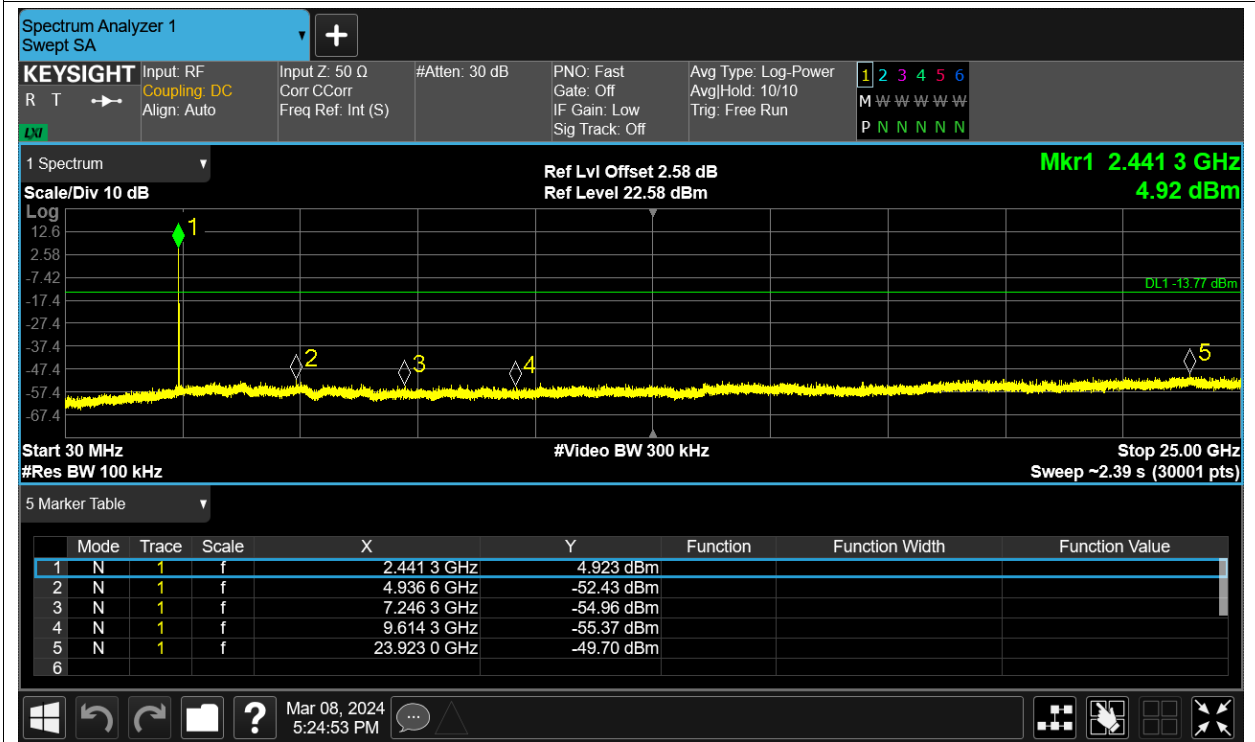 Spectrum Analyzer 1
Swept SA
KEYSIGHT
R T
LXI
Input: RF
Coupling: DC
Align: Auto
Input Z: 50 Ω
Corr CCorr
Freq Ref: Int (S)
#Atten: 30 dB
PNO: Fast
Gate: Off
IF Gain: Low
Sig Track: Off
Avg Type: Log-Power
Avg|Hold: 10/10
Trig: Free Run
1 2 3 4 5 6
M W W W W W
P N N N N N
1 Spectrum
Scale/Div 10 dB
Ref Lvl Offset 2.58 dB
Ref Level 22.58 dBm
Mkr1 2.441 3 GHz
4.92 dBm
Log
12.6
2.58
-7.42
-17.4
-27.4
-37.4
-47.4
-57.4
-67.4
1
2
3
4
5
DL1 -13.77 dBm
Start 30 MHz
#Video BW 300 kHz
Stop 25.00 GHz
#Res BW 100 kHz
Sweep ~2.39 s (30001 pts)
5 Marker Table
Mode Trace Scale X Y Function Function Width Function Value
1 N 1 f 2.441 3 GHz 4.923 dBm
2 N 1 f 4.936 6 GHz -52.43 dBm
3 N 1 f 7.246 3 GHz -54.96 dBm
4 N 1 f 9.614 3 GHz -55.37 dBm
5 N 1 f 23.923 0 GHz -49.70 dBm
6
?
Mar 08, 2024
5:24:53 PM